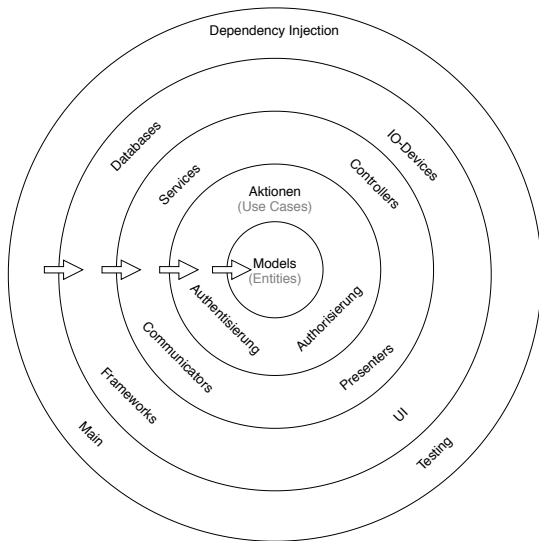 Dependency Injection
Databases
IO-Devices
Services
Controllers
Aktionen
(Use Cases)
Models
(Entities)
Authentisierung
Authorisierung
Communicators
Presenters
Frameworks
UI
Main
Testing